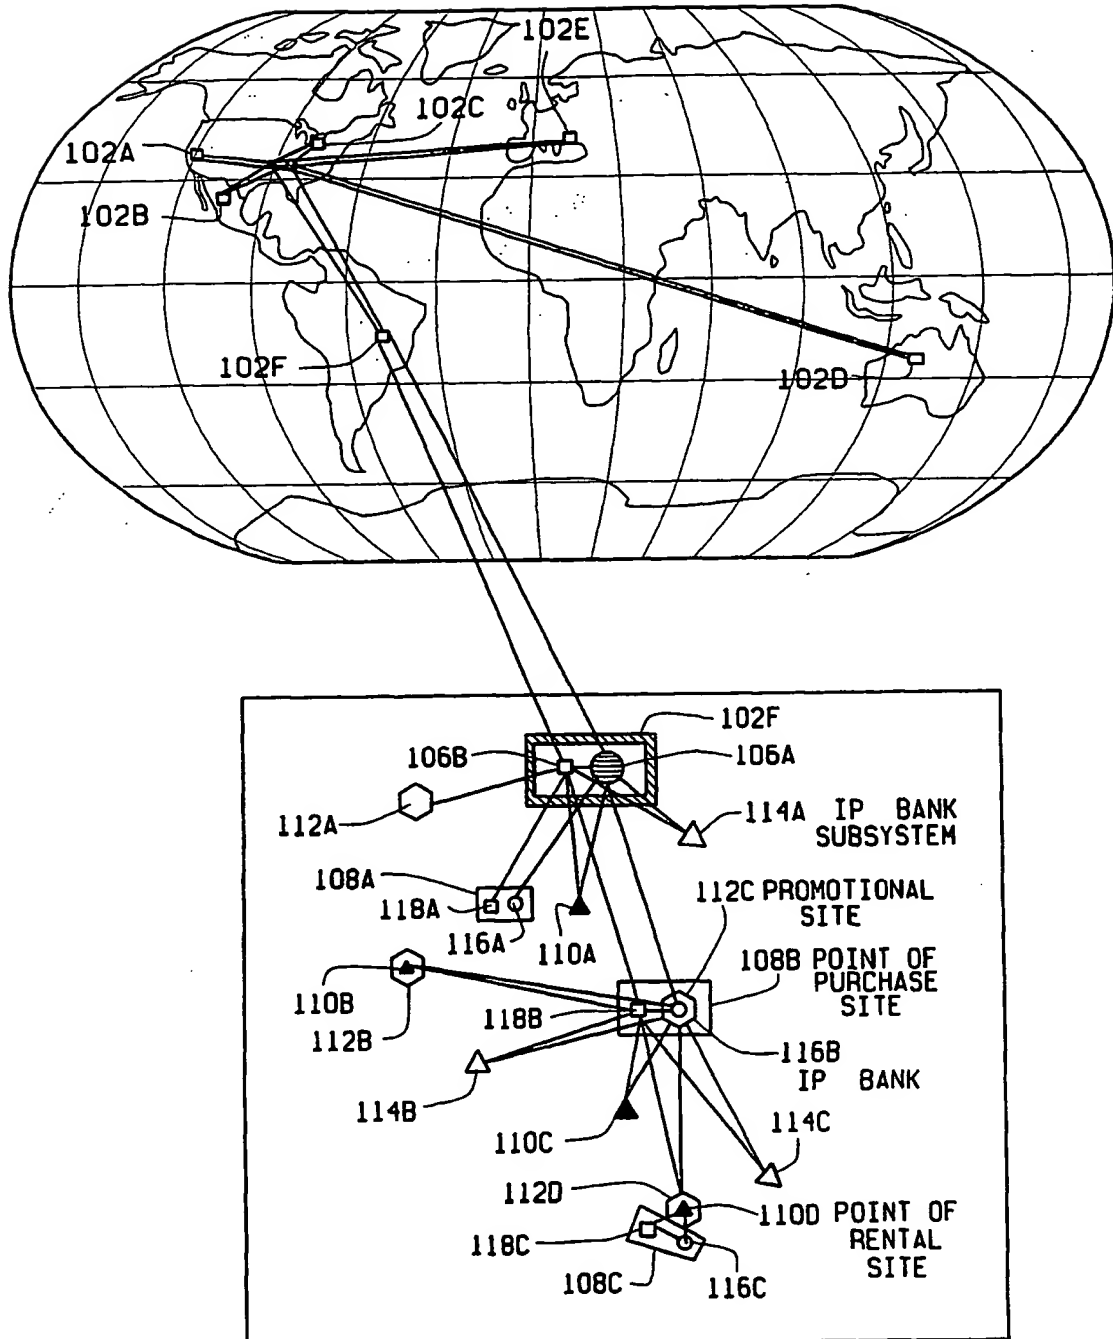 102E
102C
102A
102B
102F
102D
102F
106B
106A
112A
114A IP BANK
SUBSYSTEM
108A
118A
116A
110A
112C PROMOTIONAL
SITE
108B POINT OF
PURCHASE
SITE
110B
112B
118B
116B
IP BANK
114B
110C
114C
112D
110D POINT OF
RENTAL
SITE
118C
108C
116C